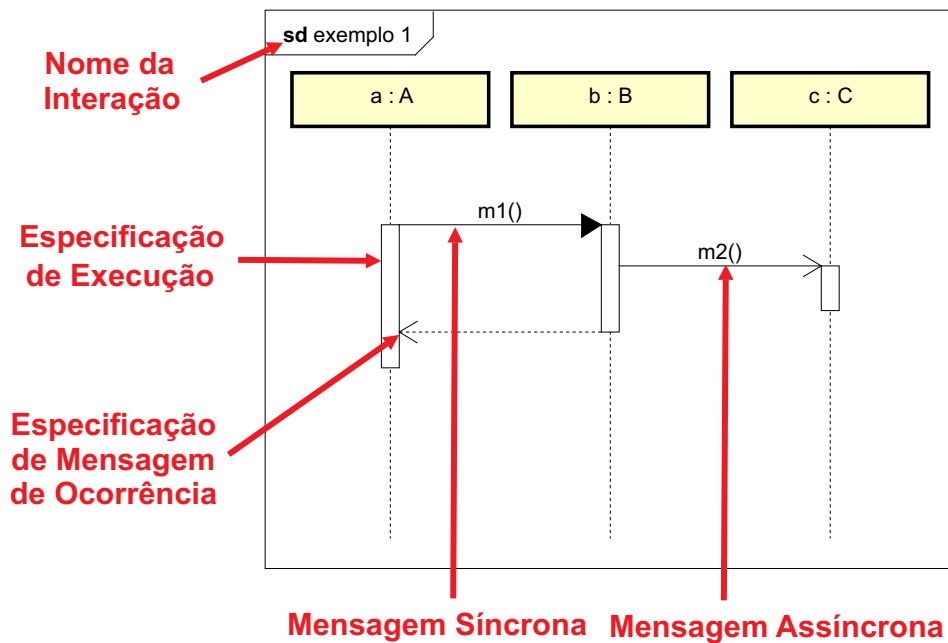 sd exemplo 1
Nome da
Interação
a : A
b : B
c : C
m1()
Especificação
de Execução
m2()
Especificação
de Mensagem
de Ocorrência
Mensagem Síncrona
Mensagem Assíncrona